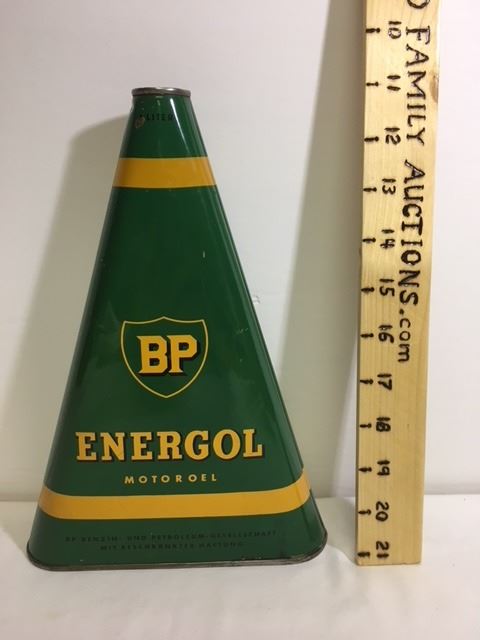 1 LITER
BP
ENERGOL
MOTOROEL
BP BENZIN- UND PETROLEUM-GESELLSCHAFT
MIT BESCHRÄNKTER HAFTUNG
FAMILY AUCTIONS.com
10
11
12
13
14
15
16
17
18
19
20
21